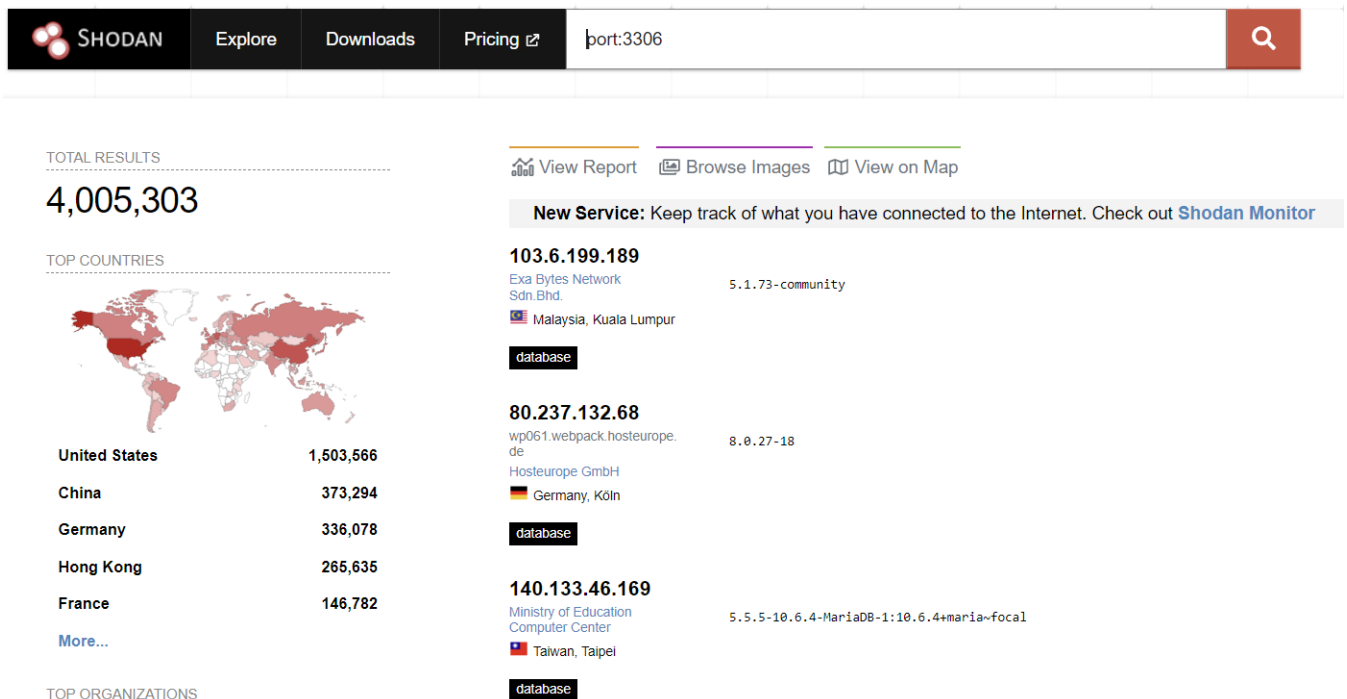 SHODAN Explore Downloads Pricing port:3306
TOTAL RESULTS
4,005,303
TOP COUNTRIES
United States 1,503,566
China 373,294
Germany 336,078
Hong Kong 265,635
France 146,782
More...
TOP ORGANIZATIONS
View Report Browse Images View on Map
New Service: Keep track of what you have connected to the Internet. Check out Shodan Monitor
103.6.199.189
Exa Bytes Network
Sdn.Bhd.
Malaysia, Kuala Lumpur
database
5.1.73-community
80.237.132.68
wp061.webpack.hosteurope.
de
Hosteurope GmbH
Germany, Köln
database
8.0.27-18
140.133.46.169
Ministry of Education
Computer Center
Taiwan, Taipei
database
5.5.5-10.6.4-MariaDB-1:10.6.4+maria~focal